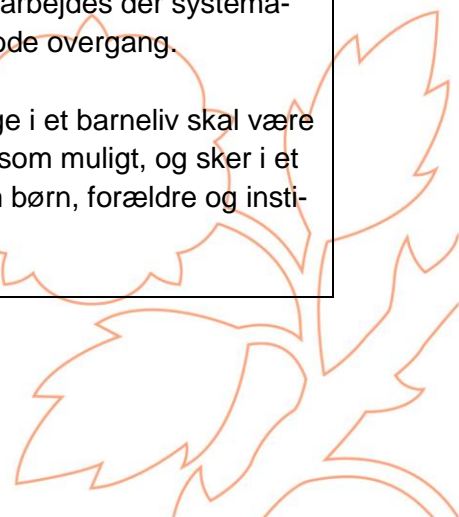 arbejdes der systema-
ode overgang.
ge i et barneliv skal være
som muligt, og sker i et
n børn, forældre og insti-